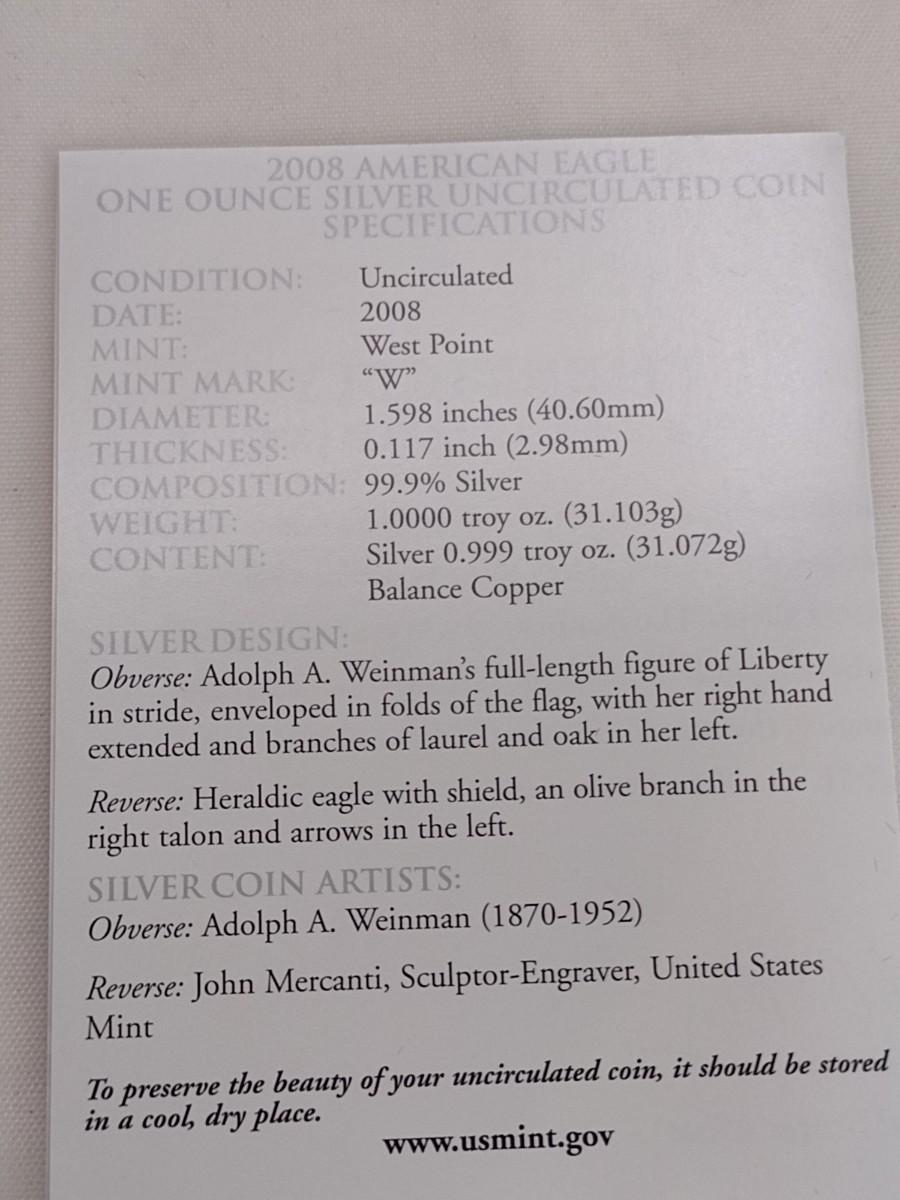 2008 AMERICAN EAGLE
ONE OUNCE SILVER UNCIRCULATED COIN
SPECIFICATIONS
CONDITION: Uncirculated
DATE: 2008
MINT: West Point
MINT MARK: “W”
DIAMETER: 1.598 inches (40.60mm)
THICKNESS: 0.117 inch (2.98mm)
COMPOSITION: 99.9% Silver
WEIGHT: 1.0000 troy oz. (31.103g)
CONTENT: Silver 0.999 troy oz. (31.072g)
Balance Copper
SILVER DESIGN:
Obverse: Adolph A. Weinman’s full-length figure of Liberty
in stride, enveloped in folds of the flag, with her right hand
extended and branches of laurel and oak in her left.
Reverse: Heraldic eagle with shield, an olive branch in the
right talon and arrows in the left.
SILVER COIN ARTISTS:
Obverse: Adolph A. Weinman (1870-1952)
Reverse: John Mercanti, Sculptor-Engraver, United States
Mint
To preserve the beauty of your uncirculated coin, it should be stored
in a cool, dry place.
www.usmint.gov